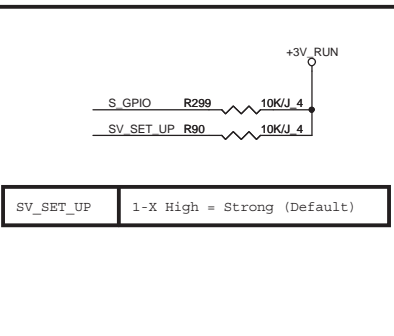 +3V_RUN
S_GPIO R299 10K/J_4
SV_SET_UP R90 10K/J_4
SV_SET_UP 1-X High = Strong (Default)